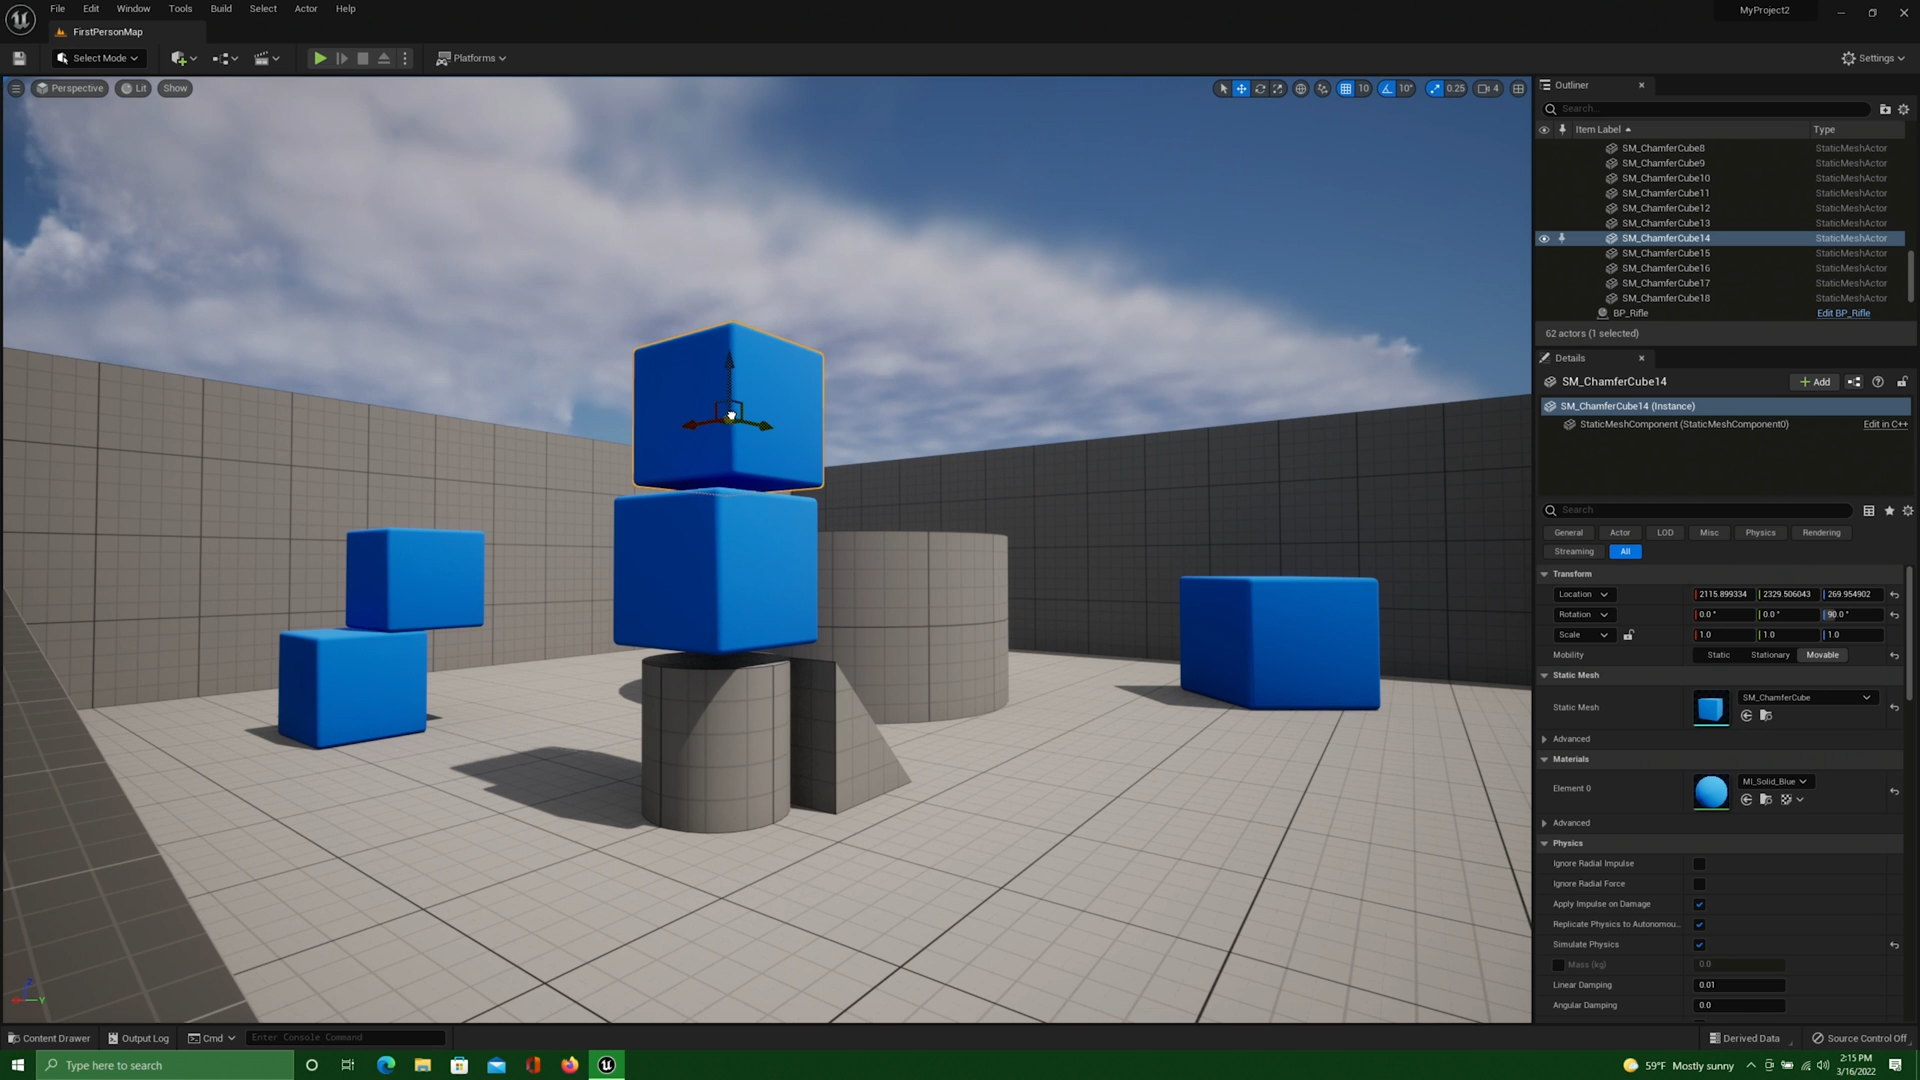 File Edit Window Tools Build Select Actor Help
MyProject2
FirstPersonMap
Select Mode
Platforms
Settings
Perspective
Lit
Show
10
10°
0.25
4
Outliner
Search...
Item Label
Type
SM_ChamferCube8 StaticMeshActor
SM_ChamferCube9 StaticMeshActor
SM_ChamferCube10 StaticMeshActor
SM_ChamferCube11 StaticMeshActor
SM_ChamferCube12 StaticMeshActor
SM_ChamferCube13 StaticMeshActor
SM_ChamferCube14 StaticMeshActor
SM_ChamferCube15 StaticMeshActor
SM_ChamferCube16 StaticMeshActor
SM_ChamferCube17 StaticMeshActor
SM_ChamferCube18 StaticMeshActor
BP_Rifle Edit BP_Rifle
62 actors (1 selected)
Details
SM_ChamferCube14
+ Add
SM_ChamferCube14 (Instance)
StaticMeshComponent (StaticMeshComponent0) Edit in C++
Search
General Actor LOD Misc Physics Rendering
Streaming All
Transform
Location 2115.899334 2329.506043 269.954902
Rotation 0.0 ° 0.0 ° 90.0 °
Scale 1.0 1.0 1.0
Mobility Static Stationary Movable
Static Mesh
Static Mesh SM_ChamferCube
Advanced
Materials
Element 0 MI_Solid_Blue
Advanced
Physics
Ignore Radial Impulse
Ignore Radial Force
Apply Impulse on Damage
Replicate Physics to Autonomou...
Simulate Physics
Mass (kg) 0.0
Linear Damping 0.01
Angular Damping 0.0
Z
Y
Content Drawer
Output Log
Cmd
Enter Console Command
Derived Data
Source Control Off
Type here to search
59°F Mostly sunny
2:15 PM
3/16/2022